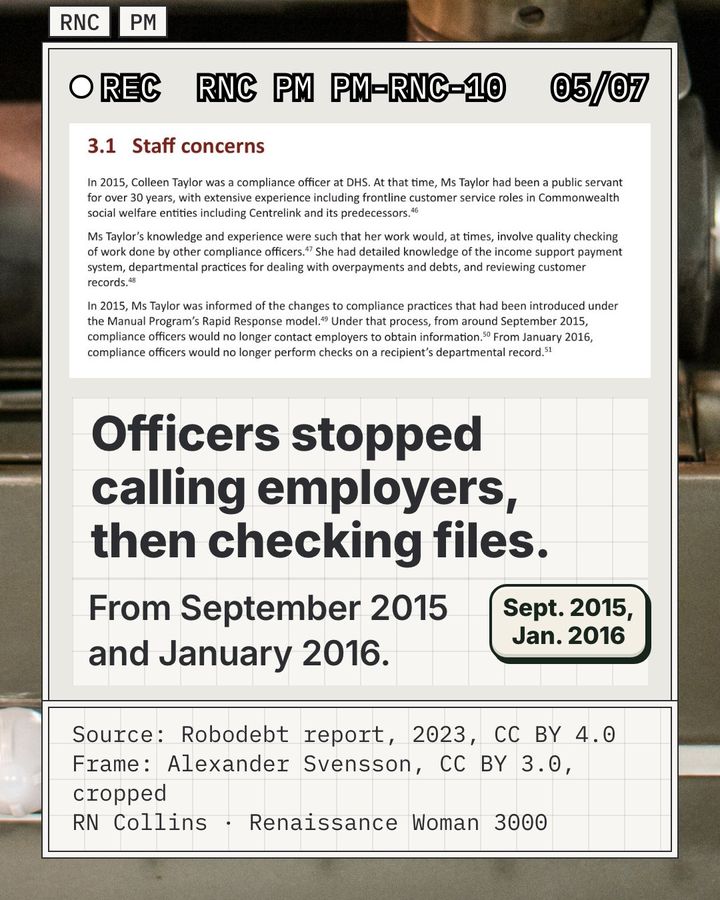 RNC PM
REC RNC PM PM-RNC-10 05/07
3.1 Staff concerns
In 2015, Colleen Taylor was a compliance officer at DHS. At that time, Ms Taylor had been a public servant
for over 30 years, with extensive experience including frontline customer service roles in Commonwealth
social welfare entities including Centrelink and its predecessors.46
Ms Taylor’s knowledge and experience were such that her work would, at times, involve quality checking
of work done by other compliance officers.47 She had detailed knowledge of the income support payment
system, departmental practices for dealing with overpayments and debts, and reviewing customer
records.48
In 2015, Ms Taylor was informed of the changes to compliance practices that had been introduced under
the Manual Program’s Rapid Response model.49 Under that process, from around September 2015,
compliance officers would no longer contact employers to obtain information.50 From January 2016,
compliance officers would no longer perform checks on a recipient’s departmental record.51
Officers stopped
calling employers,
then checking files.
From September 2015
and January 2016.
Sept. 2015,
Jan. 2016
Source: Robodebt report, 2023, CC BY 4.0
Frame: Alexander Svensson, CC BY 3.0,
cropped
RN Collins · Renaissance Woman 3000